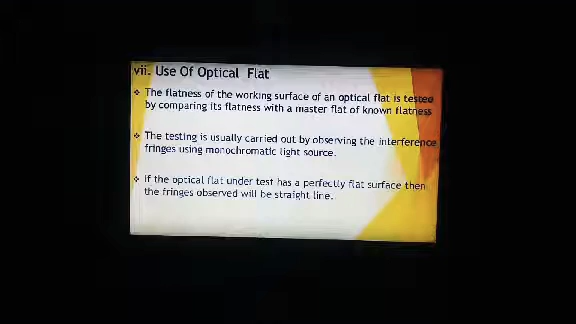 vii. Use Of Optical Flat
❖ The flatness of the working surface of an optical flat is tested
by comparing its flatness with a master flat of known flatness
❖ The testing is usually carried out by observing the interference
fringes using monochromatic light source.
❖ If the optical flat under test has a perfectly flat surface then
the fringes observed will be straight line.